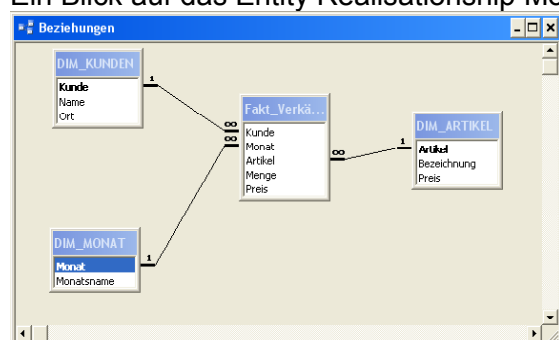 Ein Blick auf das Entity Realisationship Mo
Beziehungen
DIM_KUNDEN
Kunde
Name
Ort
1
∞
∞
Fakt_Verkä...
Kunde
Monat
Artikel
Menge
Preis
∞
1
DIM_ARTIKEL
Artikel
Bezeichnung
Preis
DIM_MONAT
Monat
Monatsname
1